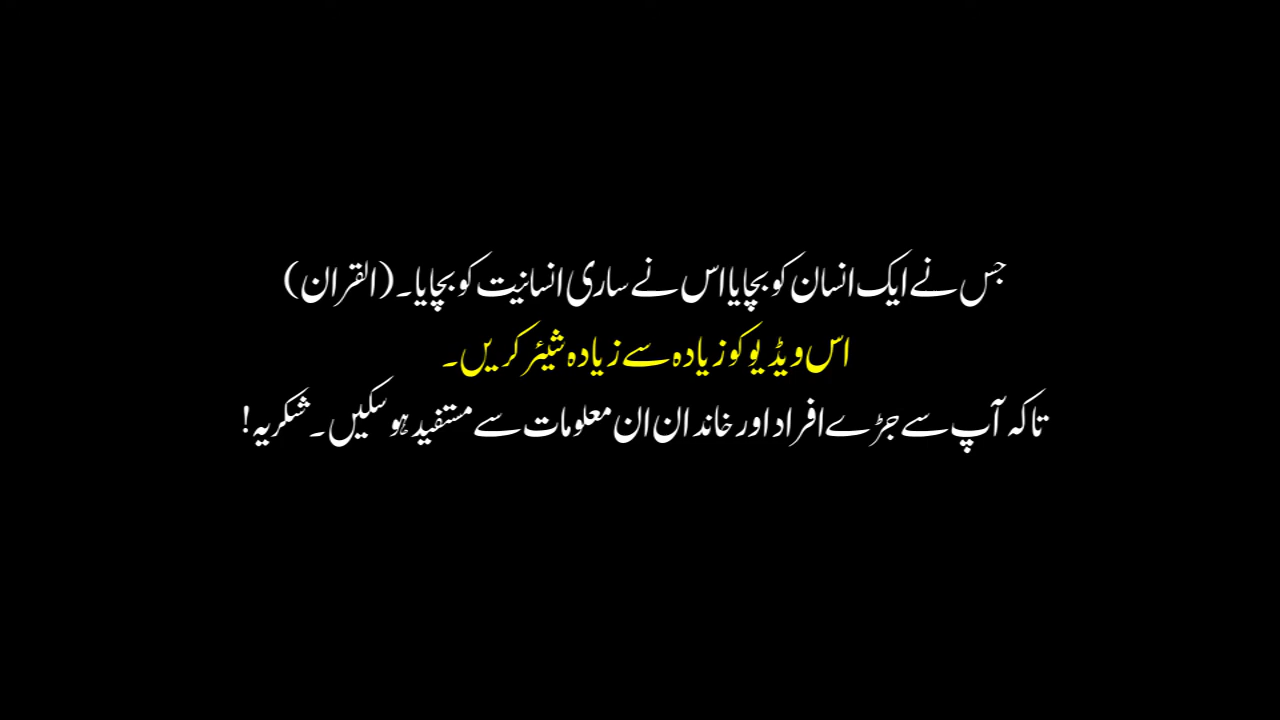 جس نے ایک انسان کو بچایا اس نے ساری انسانیت کو بچایا۔ (القران)
اس ویڈیو کو زیادہ سے زیادہ شیئر کریں۔
تاکہ آپ سے جڑے افراد اور خاندان ان معلومات سے مستفید ہو سکیں۔ شکریہ!